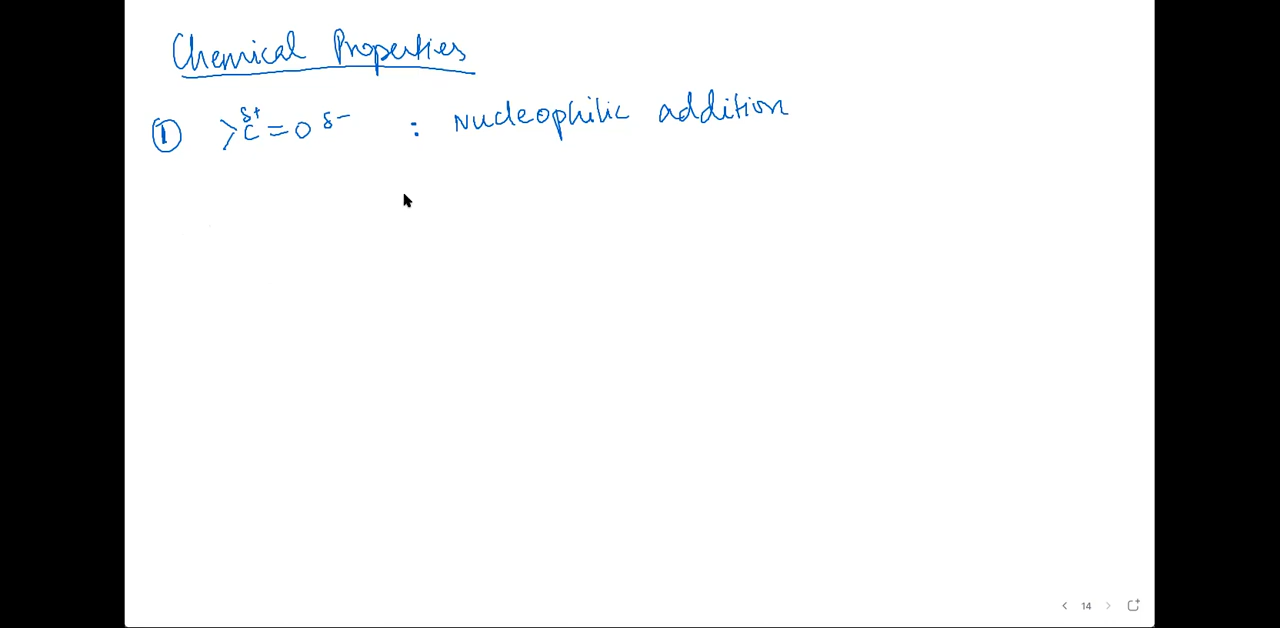 Chemical Properties
① >C^δ+ = O^δ- : Nucleophilic addition
14